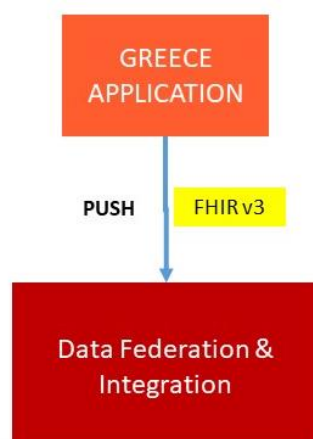 GREECE
APPLICATION
PUSH
FHIR v3
Data Federation &
Integration